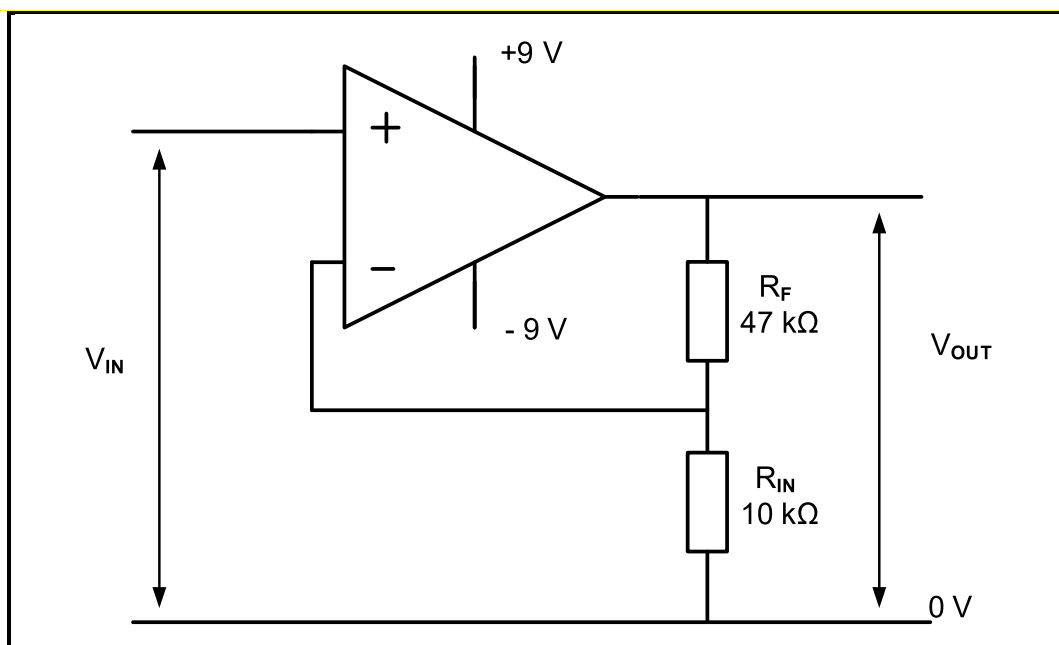 +9 V
+
−
- 9 V
R_F
47 kΩ
V_IN
V_OUT
R_IN
10 kΩ
0 V